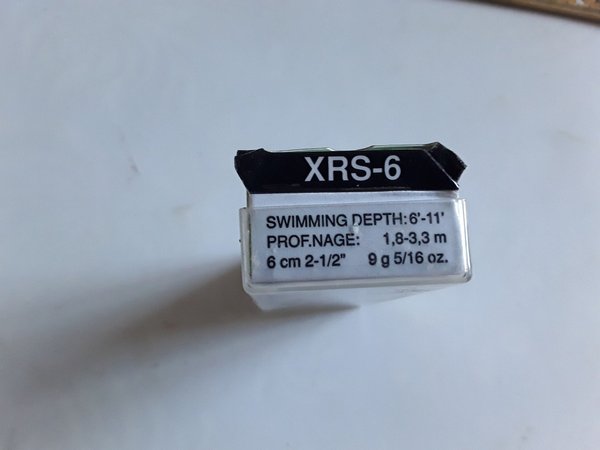 XRS-6
SWIMMING DEPTH: 6'-11'
PROF.NAGE: 1,8-3,3 m
6 cm 2-1/2" 9 g 5/16 oz.